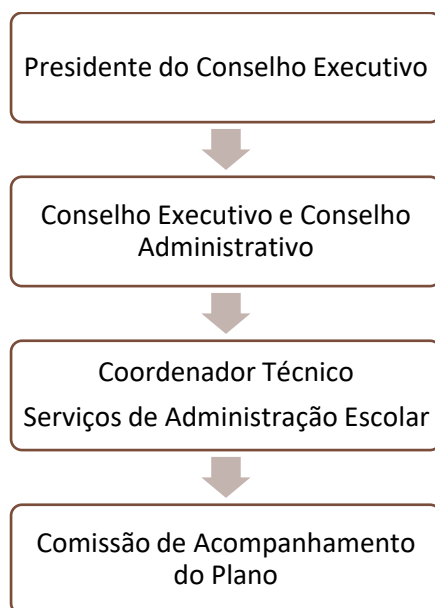 Presidente do Conselho Executivo
Conselho Executivo e Conselho
Administrativo
Coordenador Técnico
Serviços de Administração Escolar
Comissão de Acompanhamento
do Plano